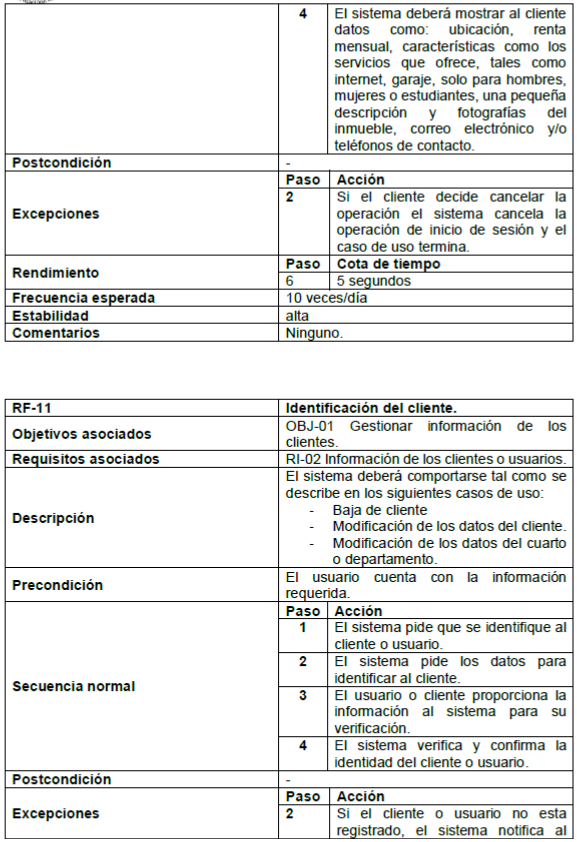 4 El sistema deberá mostrar al cliente
datos como: ubicación, renta
mensual, características como los
servicios que ofrece, tales como
internet, garaje, solo para hombres,
mujeres o estudiantes, una pequeña
descripción y fotografías del
inmueble, correo electrónico y/o
teléfonos de contacto.
Postcondición -
Excepciones
Paso Acción
2 Si el cliente decide cancelar la
operación el sistema cancela la
operación de inicio de sesión y el
caso de uso termina.
Rendimiento
Paso Cota de tiempo
6 5 segundos
Frecuencia esperada 10 veces/día
Estabilidad alta
Comentarios Ninguno.
RF-11 Identificación del cliente.
Objetivos asociados
OBJ-01 Gestionar información de los
clientes.
Requisitos asociados RI-02 Información de los clientes o usuarios.
Descripción
El sistema deberá comportarse tal como se
describe en los siguientes casos de uso:
- Baja de cliente
- Modificación de los datos del cliente.
- Modificación de los datos del cuarto
o departamento.
Precondición
El usuario cuenta con la información
requerida.
Secuencia normal
Paso Acción
1 El sistema pide que se identifique al
cliente o usuario.
2 El sistema pide los datos para
identificar al cliente.
3 El usuario o cliente proporciona la
información al sistema para su
verificación.
4 El sistema verifica y confirma la
identidad del cliente o usuario.
Postcondición -
Excepciones
Paso Acción
2 Si el cliente o usuario no esta
registrado, el sistema notifica al